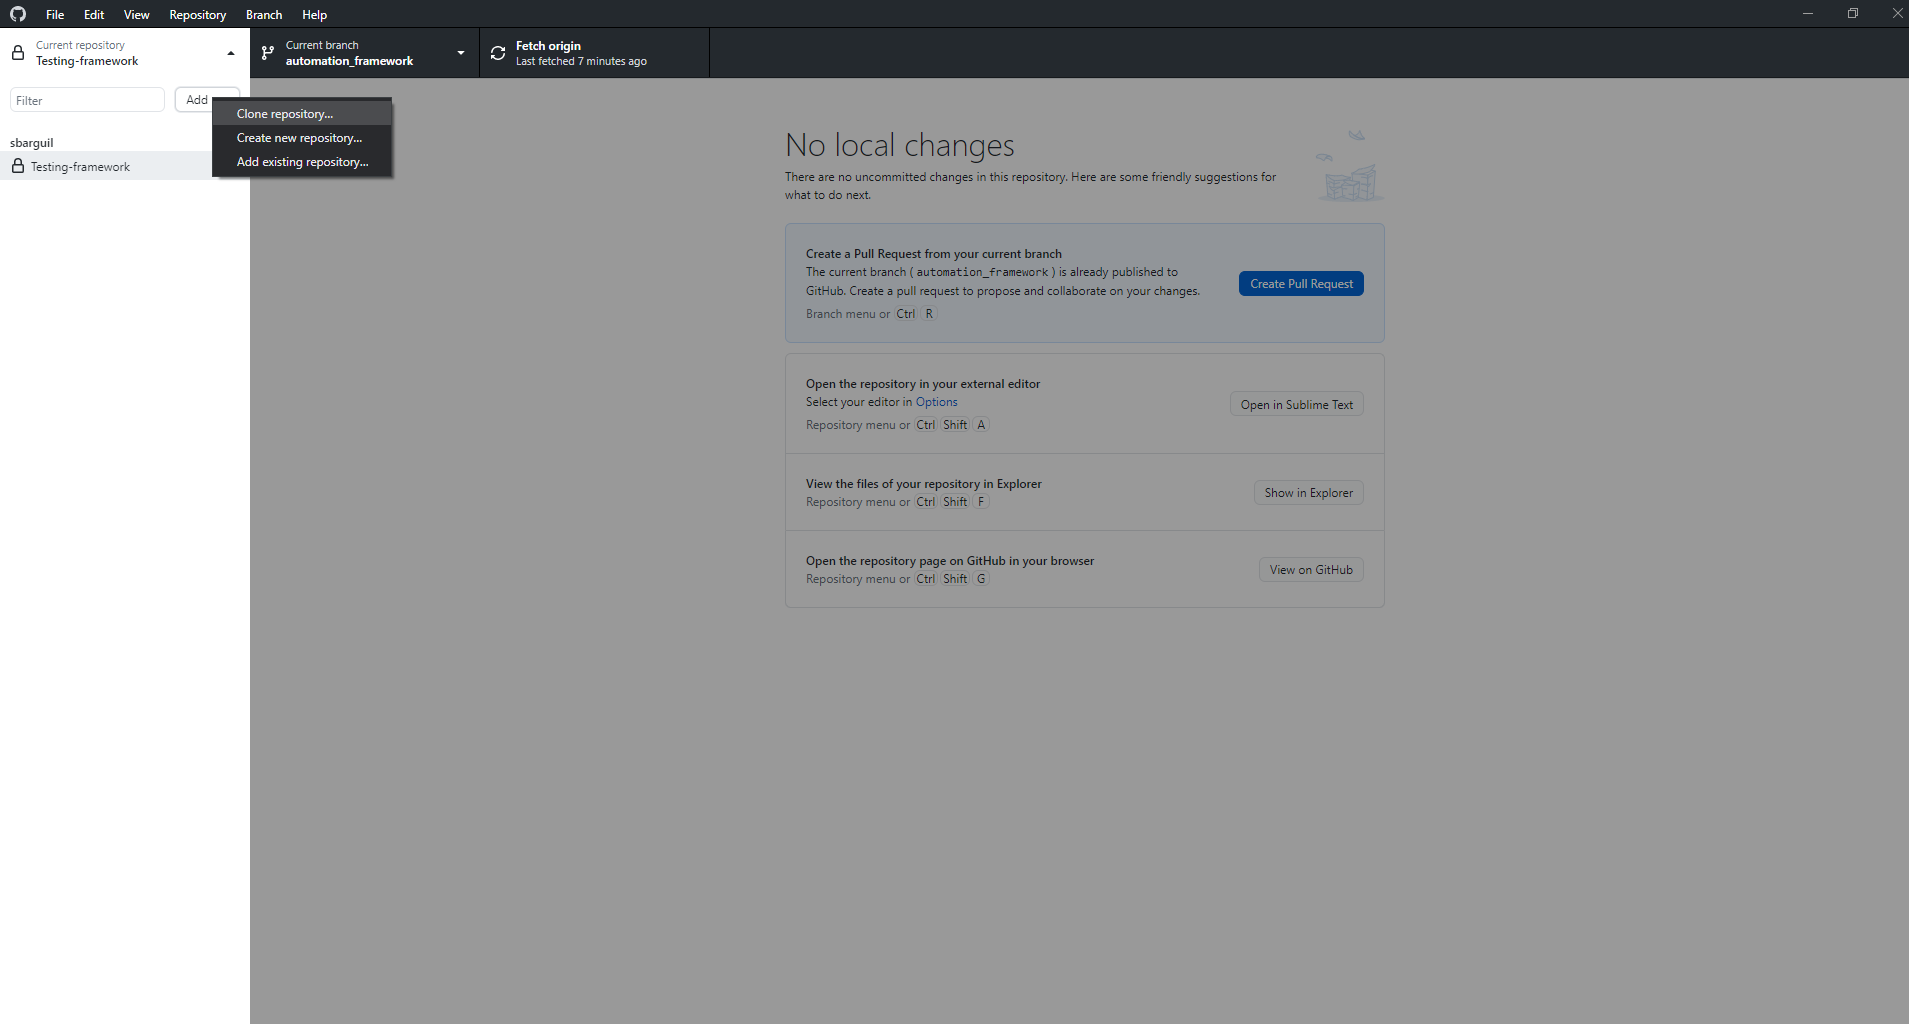 File Edit View Repository Branch Help
Current repository
Testing-framework
Current branch
automation_framework
Fetch origin
Last fetched 7 minutes ago
Filter
Add
Clone repository...
Create new repository...
Add existing repository...
sbarguil
Testing-framework
No local changes
There are no uncommitted changes in this repository. Here are some friendly suggestions for
what to do next.
Create a Pull Request from your current branch
The current branch ( automation_framework ) is already published to
GitHub. Create a pull request to propose and collaborate on your changes.
Branch menu or Ctrl R
Create Pull Request
Open the repository in your external editor
Select your editor in Options
Repository menu or Ctrl Shift A
Open in Sublime Text
View the files of your repository in Explorer
Repository menu or Ctrl Shift F
Show in Explorer
Open the repository page on GitHub in your browser
Repository menu or Ctrl Shift G
View on GitHub